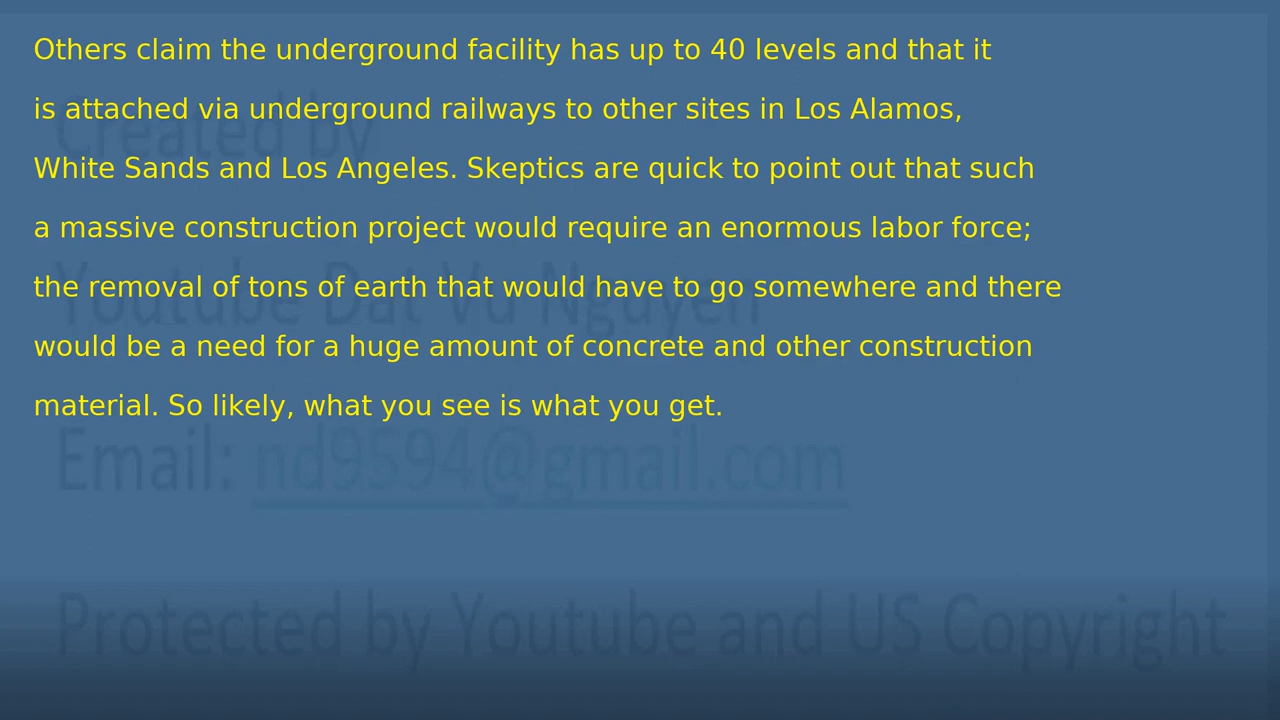 Others claim the underground facility has up to 40 levels and that it
is attached via underground railways to other sites in Los Alamos,
Created by
White Sands and Los Angeles. Skeptics are quick to point out that such
a massive construction project would require an enormous labor force;
the removal of tons of earth that would have to go somewhere and there
Youtube Dat Vu Nguyen
would be a need for a huge amount of concrete and other construction
material. So likely, what you see is what you get.
Email: nd9594@gmail.com
Protected by Youtube and US Copyright